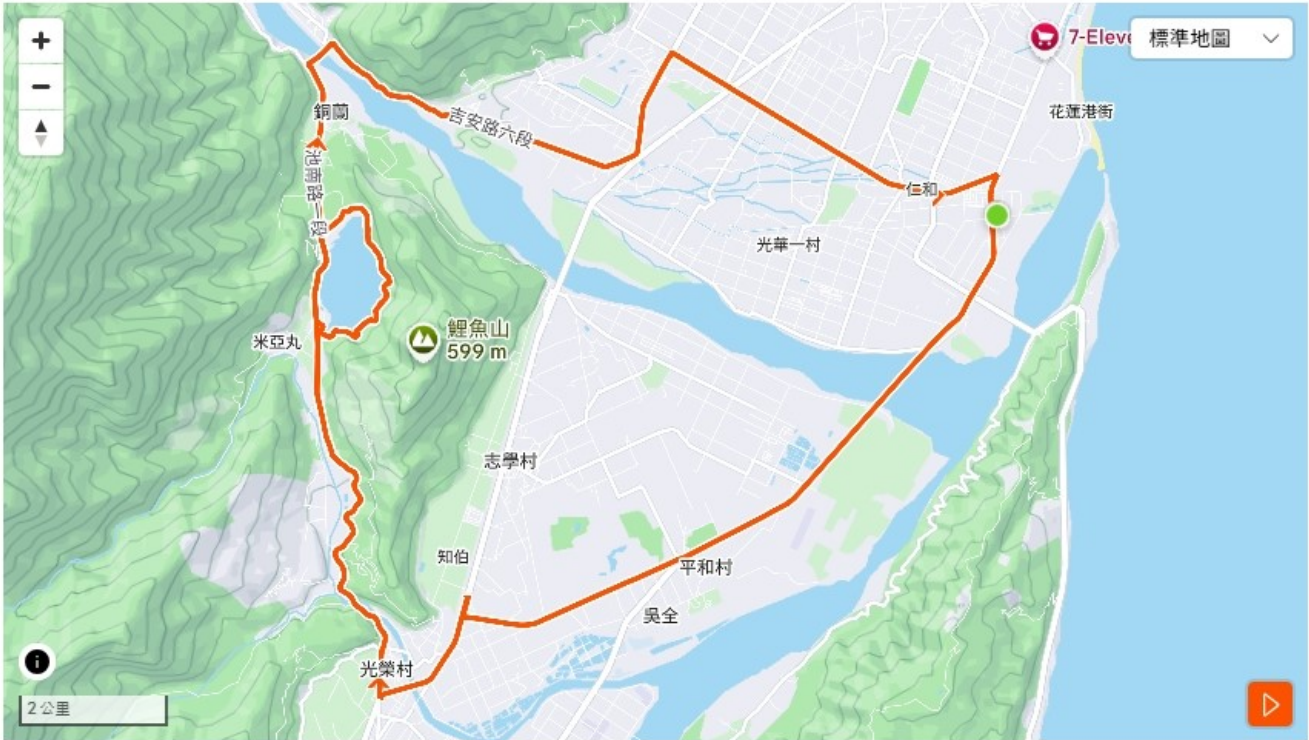 7-Eleve
標準地圖
花蓮港街
銅蘭
吉安路六段
池南路一段
仁和
光華一村
鯉魚山
599 m
米亞丸
志學村
知伯
平和村
吳全
光榮村
2 公里